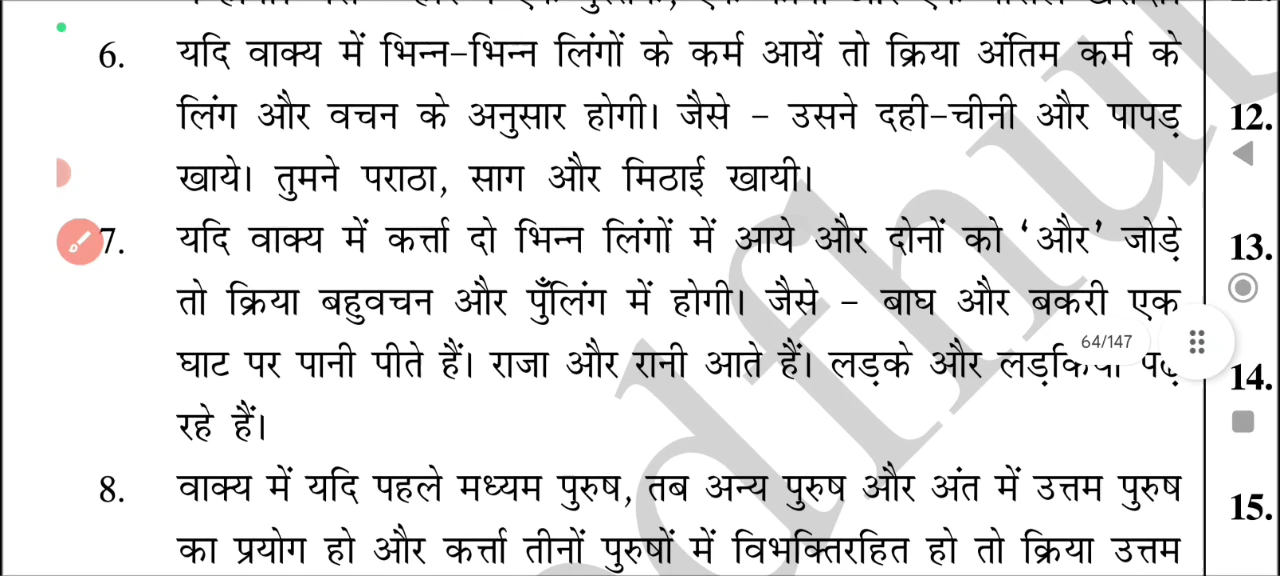 6. यदि वाक्य में भिन्न-भिन्न लिंगों के कर्म आयें तो क्रिया अंतिम कर्म के
लिंग और वचन के अनुसार होगी। जैसे – उसने दही-चीनी और पापड़
खाये। तुमने पराठा, साग और मिठाई खायी।
7. यदि वाक्य में कर्त्ता दो भिन्न लिंगों में आये और दोनों को ‘और’ जोड़े
तो क्रिया बहुवचन और पुँलिंग में होगी। जैसे – बाघ और बकरी एक
घाट पर पानी पीते हैं। राजा और रानी आते हैं। लड़के और
रहे हैं।
8. वाक्य में यदि पहले मध्यम पुरुष, तब अन्य पुरुष और अंत में उत्तम पुरुष
का प्रयोग हो और कर्त्ता तीनों पुरुषों में विभक्तिरहित हो तो क्रिया उत्तम
12.
13.
64/147
14.
15.